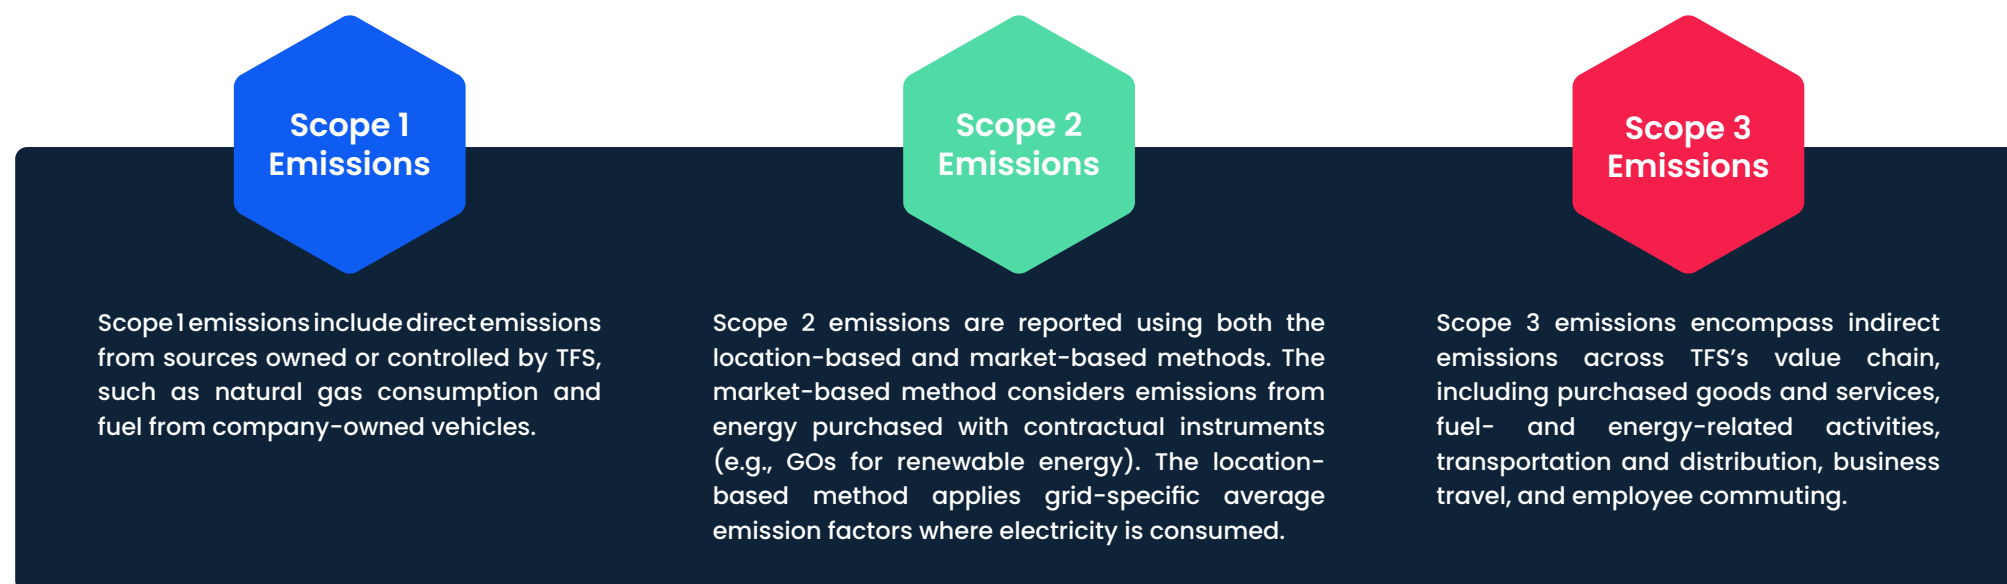 Scope 1
Emissions
Scope 1 emissions include direct emissions
from sources owned or controlled by TFS,
such as natural gas consumption and
fuel from company-owned vehicles.
Scope 2
Emissions
Scope 2 emissions are reported using both the
location-based and market-based methods. The
market-based method considers emissions from
energy purchased with contractual instruments
(e.g., GOs for renewable energy). The location-
based method applies grid-specific average
emission factors where electricity is consumed.
Scope 3
Emissions
Scope 3 emissions encompass indirect
emissions across TFS’s value chain,
including purchased goods and services,
fuel- and energy-related activities,
transportation and distribution, business
travel, and employee commuting.